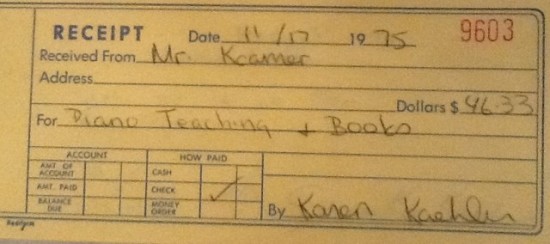 RECEIPT Date 11/17 1975 9603
Received From Mr. Kramer
Address
Dollars $ 46.33
For Piano Teaching + Books
ACCOUNT HOW PAID
AMT. OF ACCOUNT CASH
AMT. PAID CHECK ✓
BALANCE DUE MONEY ORDER
By Karen Kaehler
Rediform